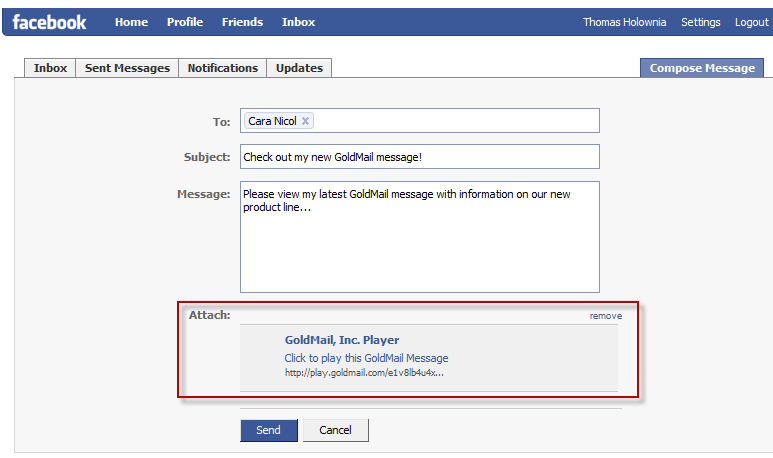 facebook Home Profile Friends Inbox Thomas Holownia Settings Logout
Inbox Sent Messages Notifications Updates Compose Message
To: Cara Nicol x
Subject: Check out my new GoldMail message!
Message: Please view my latest GoldMail message with information on our new
product line...
Attach: remove
GoldMail, Inc. Player
Click to play this GoldMail Message
http://play.goldmail.com/e1v8lb4u4x...
Send Cancel